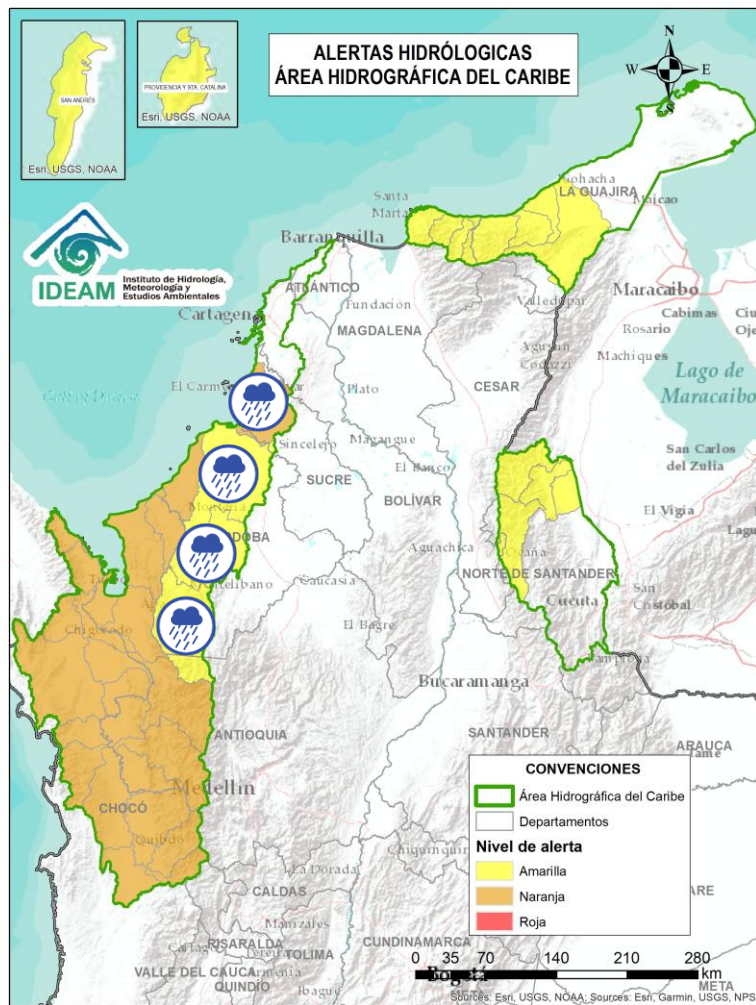 ALERTAS HIDRÓLOGICAS
ÁREA HIDROGRÁFICA DEL CARIBE
N
W
E
S
SAN ANDRÉS
PROVIDENCIA Y STA. CATALINA
Esri, USGS, NOAA
Esri, USGS, NOAA
IDEAM
Instituto de Hidrología,
Meteorología y
Estudios Ambientales
LA GUAJIRA
Maicao
Santa
Marta
Barranquilla
ATLÁNTICO
Fundación
Cartagena
MAGDALENA
Valledupar
Maracaibo
Cabimas
Rosario
Machiques
Agustín
Codazzi
Lago de
Maracaibo
El Carmen
Plato
CESAR
Sincelejo
Magangue
San Carlos
del Zulia
El Banco
SUCRE
BOLÍVAR
Montería
El Vigía
Aguachica
Ocaña
NORTE DE SANTANDER
Caucasia
San
Cristóbal
Cúcuta
El Bagre
Chigorodó
Pamplona
Bucaramanga
ANTIOQUIA
SANTANDER
ARAUCA
Medellín
CHOCÓ
Quibdó
La Dorada
CALDAS
Manizales
RISARALDA
TOLIMA
CUNDINAMARCA
VALLE DEL CAUCA
Armenia
QUINDÍO
Ibagué
Bogotá
META
CONVENCIONES
Área Hidrográfica del Caribe
Departamentos
Nivel de alerta
Amarilla
Naranja
Roja
0 35 70 140 210 280
km
Sources: Esri, USGS, NOAA; Sources: Esri, Garmin, USGS, NPS